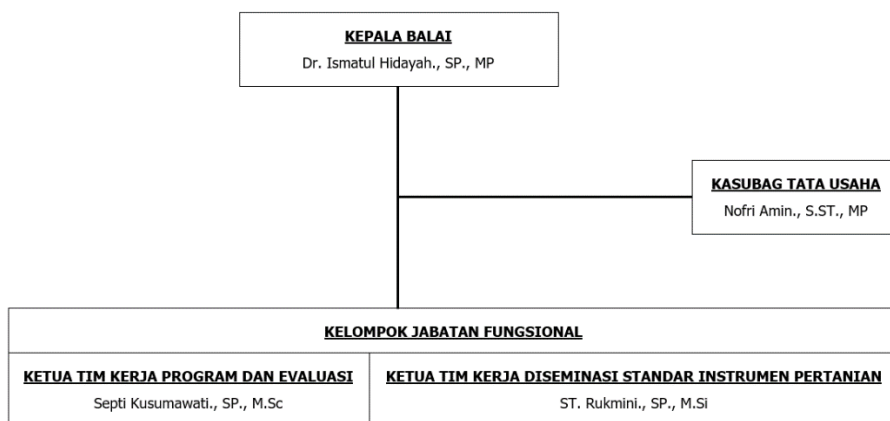 KEPALA BALAI
Dr. Ismatul Hidayah., SP., MP
KASUBAG TATA USAHA
Nofri Amin., S.ST., MP
KELOMPOK JABATAN FUNGSIONAL
KETUA TIM KERJA PROGRAM DAN EVALUASI
Septi Kusumawati., SP., M.Sc
KETUA TIM KERJA DISEMINASI STANDAR INSTRUMEN PERTANIAN
ST. Rukmini., SP., M.Si